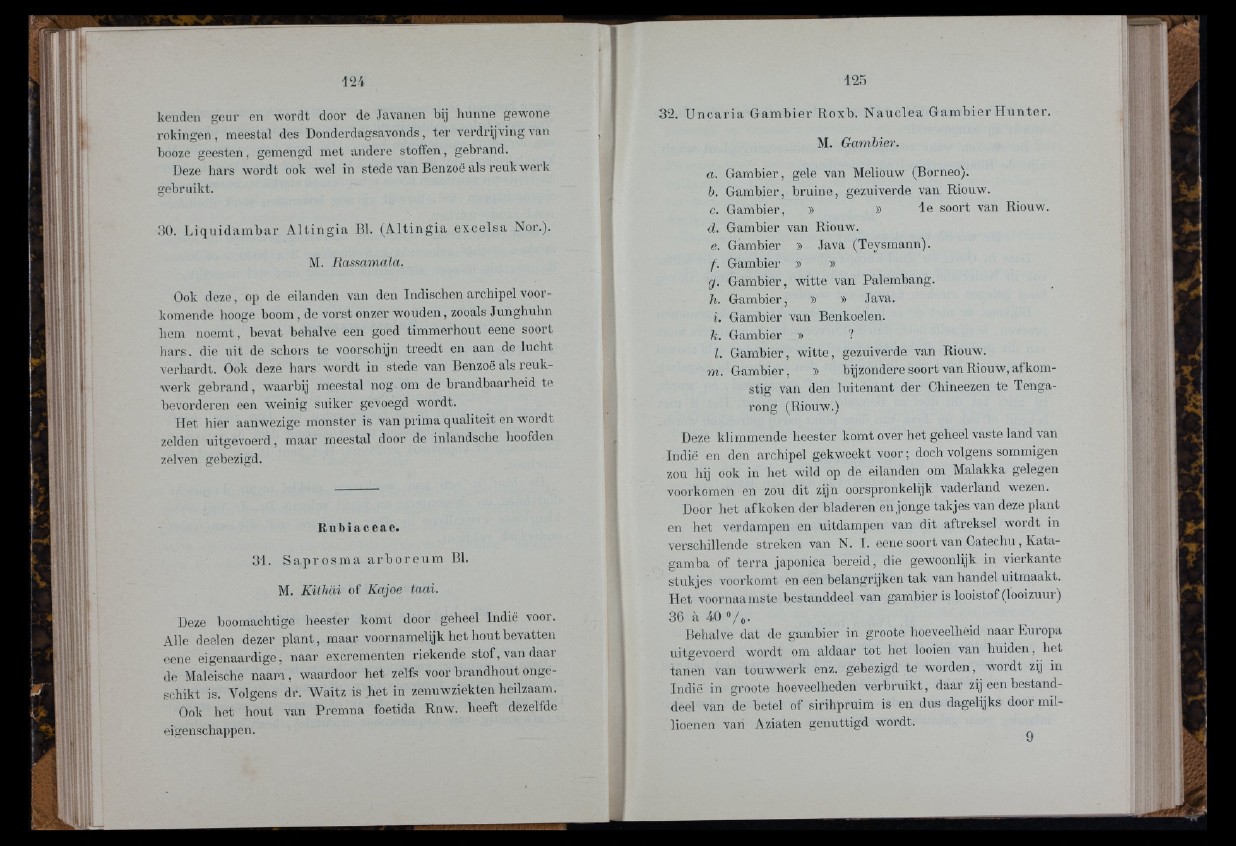 124
kenden geur en wordt door de Javanen bij hunne gewone
rokingen, meestal des Donderdagsavonds, ter verdrijving van
booze geesten, gemengd met andere stoffen, gebrand.
Deze hars wordt ook wel in stede van Benzoë als reukwerk
gebruikt.
30. Liquidambar Altingia Bl. (Altingia excelsa Nor.).
M. Rassamala.
Ook deze, op de eilanden van den Indischen archipel voor-
komende hooge boom, de vorst onzer wouden, zooals Junghuhn
hem noemt, bevat behalve een goed timmerhout eene soort
hars, die uit de schors te voorschijn treedt en aan de lucht
verhardt. Ook deze hars wordt in stede van Benzoë als reuk-
werk gebrand, waarbij meestal nog om de brandbaarheid te
bevorderen een weinig suiker gevoegd wordt.
Het hier aanwezige monster is van prima qualiteit en wordt
zelden uitgevoerd, maar meestal door de inlandsche hoofden
zelven gebezigd.
Rubiaceae.
31. Saprosma arboreum Bl.
M. Kithäi of Kajoe taai.
Deze boomachtige heester komt door geheel Indië voor.
Alle deelen dezer plant, maar voornamelijk het hout bevatten
eene eigenaardige, naar excrementen riekende stof, van daar
de Maleische naam, waardoor het zelfs voor brandhout onge-
schikt is. Volgens dr. Waitz is het in zenuwziekten heilzaam.
Ook het hout van Premna foetida Rnw. heeft dezelfde
eigenschappen.
125
32. Uncaria Gambier Roxb. Nauclea Gambier Hunter.
M. Gambier.
a. Gambier, gele van Meliouw (Borneo).
b. Gambier, bruine, gezuiverde van Riouw.
c. Gambier, » » 1e soort van Riouw.
d. Gambier van Riouw.
e. Gambier » Java (Teysmann).
f. Gambier » »
g. Gambier, witte van Palembang.
h. Gambier, » » Java.
i. Gambier van Benkoelen.
k. Gambier » ?
l. Gambier, witte, gezuiverde van Riouw.
m. Gambier, » bijzondere soort van Riouw, afkom-
stig van den luitenant der Chineezen te Tenga-
rong (Riouw.)
Deze klimmende heester komt over het geheel vaste land van
Indië en den archipel gekweekt voor; doch volgens sommigen
zou hij ook in het wild op de eilanden om Malakka gelegen
voorkomen en zou dit zijn oorspronkelijk vaderland wezen.
Door het afkoken der bladeren en jonge takjes van deze plant
en het verdampen en uitdampen van dit aftreksel wordt in
verschillende streken van N. I. eene soort van Catechu, Kata-
gamba of terra japonica bereid, die gewoonlijk in vierkante
stukjes voorkomt en een belangrijken tak van handel uitmaakt.
Het voornaamste bestanddeel van gambier is looistof (looizuur)
36 à 40 %.
Behalve dat de gambier in groote hoeveelheid naar Europa
uitgevoerd wordt om aldaar tot het looien van huiden, het
tanen van touwwerk enz. gebezigd te worden, wordt zij in
Indië in groote hoeveelheden verbruikt, daar zij een bestand-
deel van de betel of sirihpruim is en dus dagelijks door mil-
lioenen van Aziaten genuttigd wordt.
9